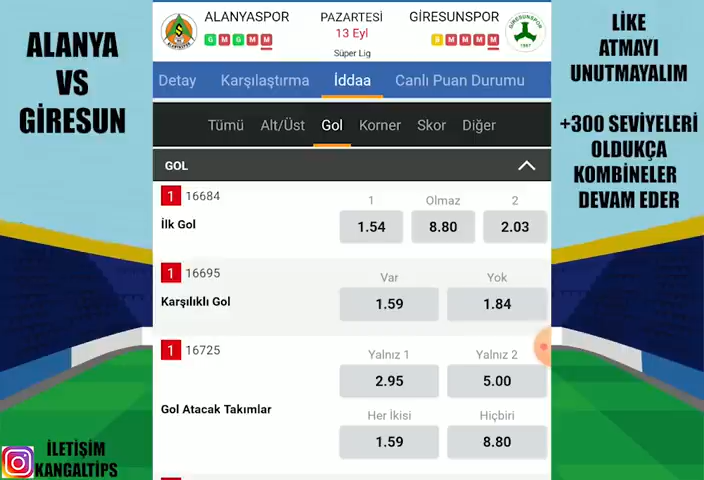 ALANYA
VS
GİRESUN
ALANYASPOR
G M G M M
PAZARTESİ
13 Eyl
Süper Lig
GİRESUNSPOR
B M M M M
Detay Karşılaştırma İddaa Canlı Puan Durumu
Tümü Alt/Üst Gol Korner Skor Diğer
GOL
1 16684
İlk Gol
1 Olmaz 2
1.54 8.80 2.03
1 16695
Karşılıklı Gol
Var Yok
1.59 1.84
1 16725
Gol Atacak Takımlar
Yalnız 1 Yalnız 2
2.95 5.00
Her İkisi Hiçbiri
1.59 8.80
LİKE
ATMAYI
UNUTMAYALIM
+300 SEVİYELERİ
OLDUKÇA
KOMBİNELER
DEVAM EDER
İLETİŞİM
KANGALTİPS